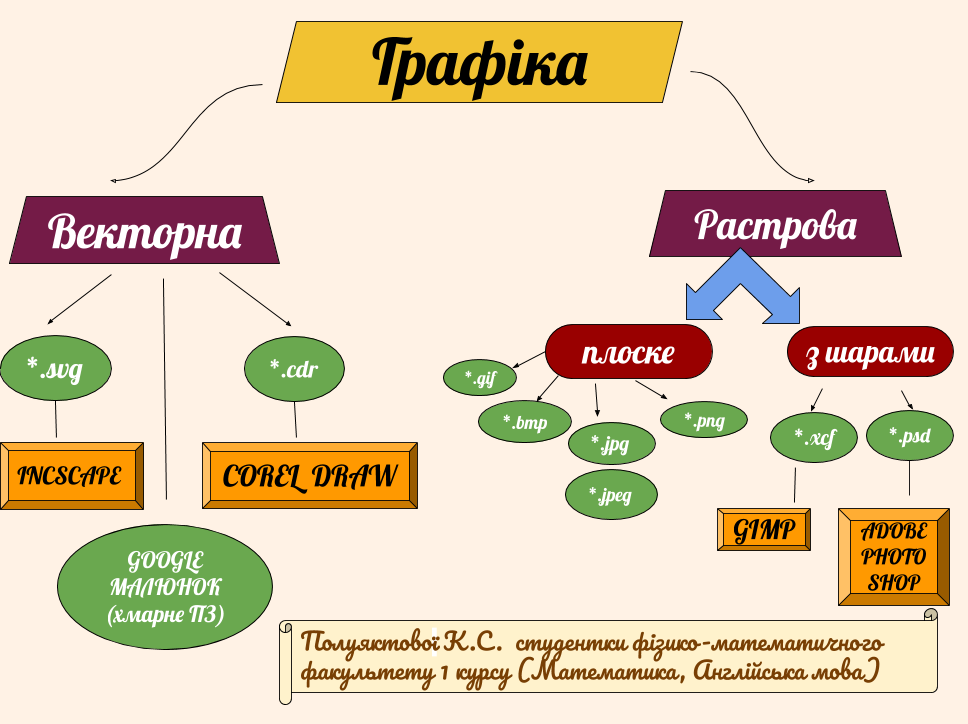 Графіка
Векторна
Растрова
*.svg
*.cdr
INCSCAPE
COREL DRAW
GOOGLE
МАЛЮНОК
(хмарне ПЗ)
плоске
з шарами
*.gif
*.bmp
*.jpg
*.jpeg
*.png
*.xcf
*.psd
GIMP
ADOBE
PHOTO
SHOP
Полуяктової К.С. студентки фізико-математичного
факультету 1 курсу (Математика, Англійська мова)